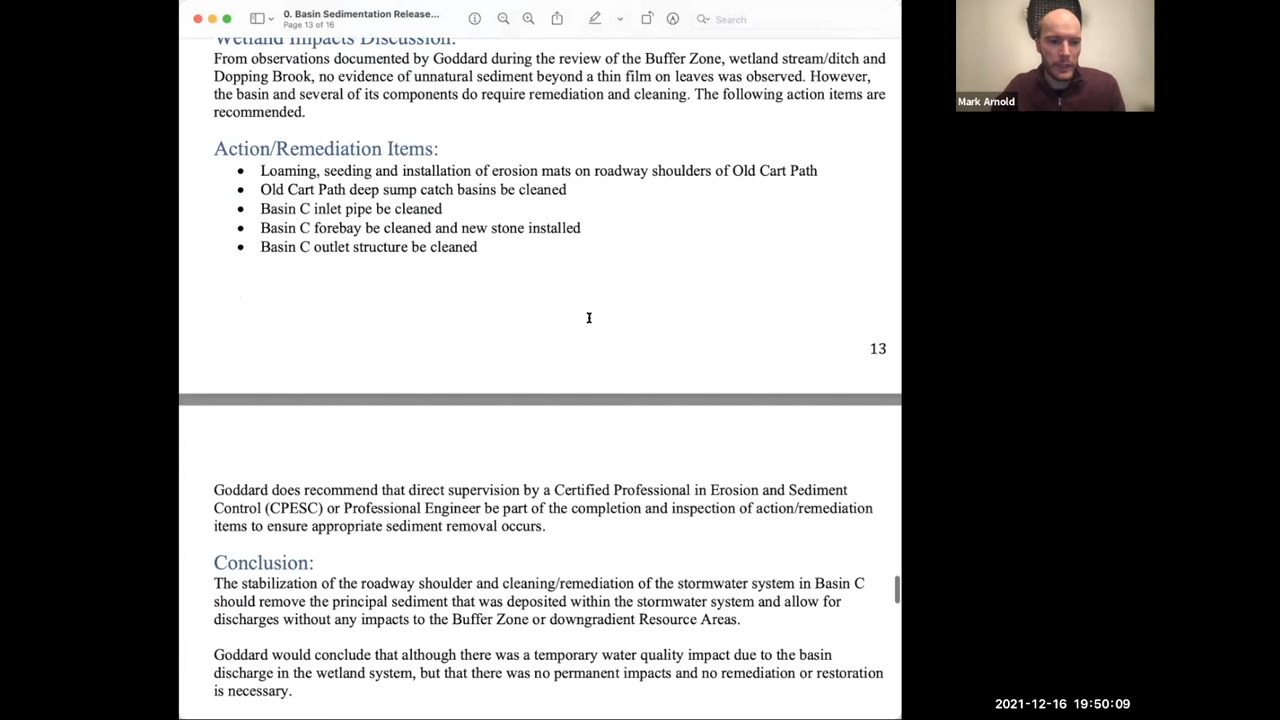 0. Basin Sedimentation Release...
Page 13 of 16
Search
Mark Arnold
Wetland Impacts Discussion:
From observations documented by Goddard during the review of the Buffer Zone, wetland stream/ditch and
Dopping Brook, no evidence of unnatural sediment beyond a thin film on leaves was observed. However,
the basin and several of its components do require remediation and cleaning. The following action items are
recommended.
Action/Remediation Items:
• Loaming, seeding and installation of erosion mats on roadway shoulders of Old Cart Path
• Old Cart Path deep sump catch basins be cleaned
• Basin C inlet pipe be cleaned
• Basin C forebay be cleaned and new stone installed
• Basin C outlet structure be cleaned
13
Goddard does recommend that direct supervision by a Certified Professional in Erosion and Sediment
Control (CPESC) or Professional Engineer be part of the completion and inspection of action/remediation
items to ensure appropriate sediment removal occurs.
Conclusion:
The stabilization of the roadway shoulder and cleaning/remediation of the stormwater system in Basin C
should remove the principal sediment that was deposited within the stormwater system and allow for
discharges without any impacts to the Buffer Zone or downgradient Resource Areas.
Goddard would conclude that although there was a temporary water quality impact due to the basin
discharge in the wetland system, but that there was no permanent impacts and no remediation or restoration
is necessary.
2021-12-16 19:50:09